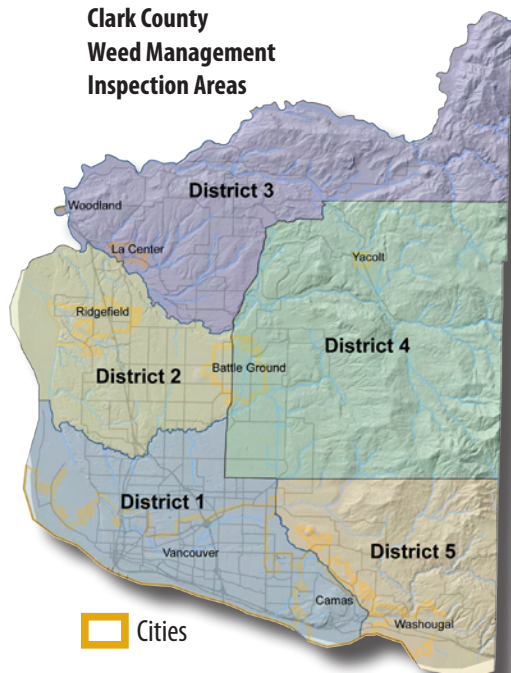 Clark County
Weed Management
Inspection Areas
District 3
Woodland
La Center
Yacolt
Ridgefield
District 4
Battle Ground
District 2
District 1
Vancouver
District 5
Camas
Washougal
Cities